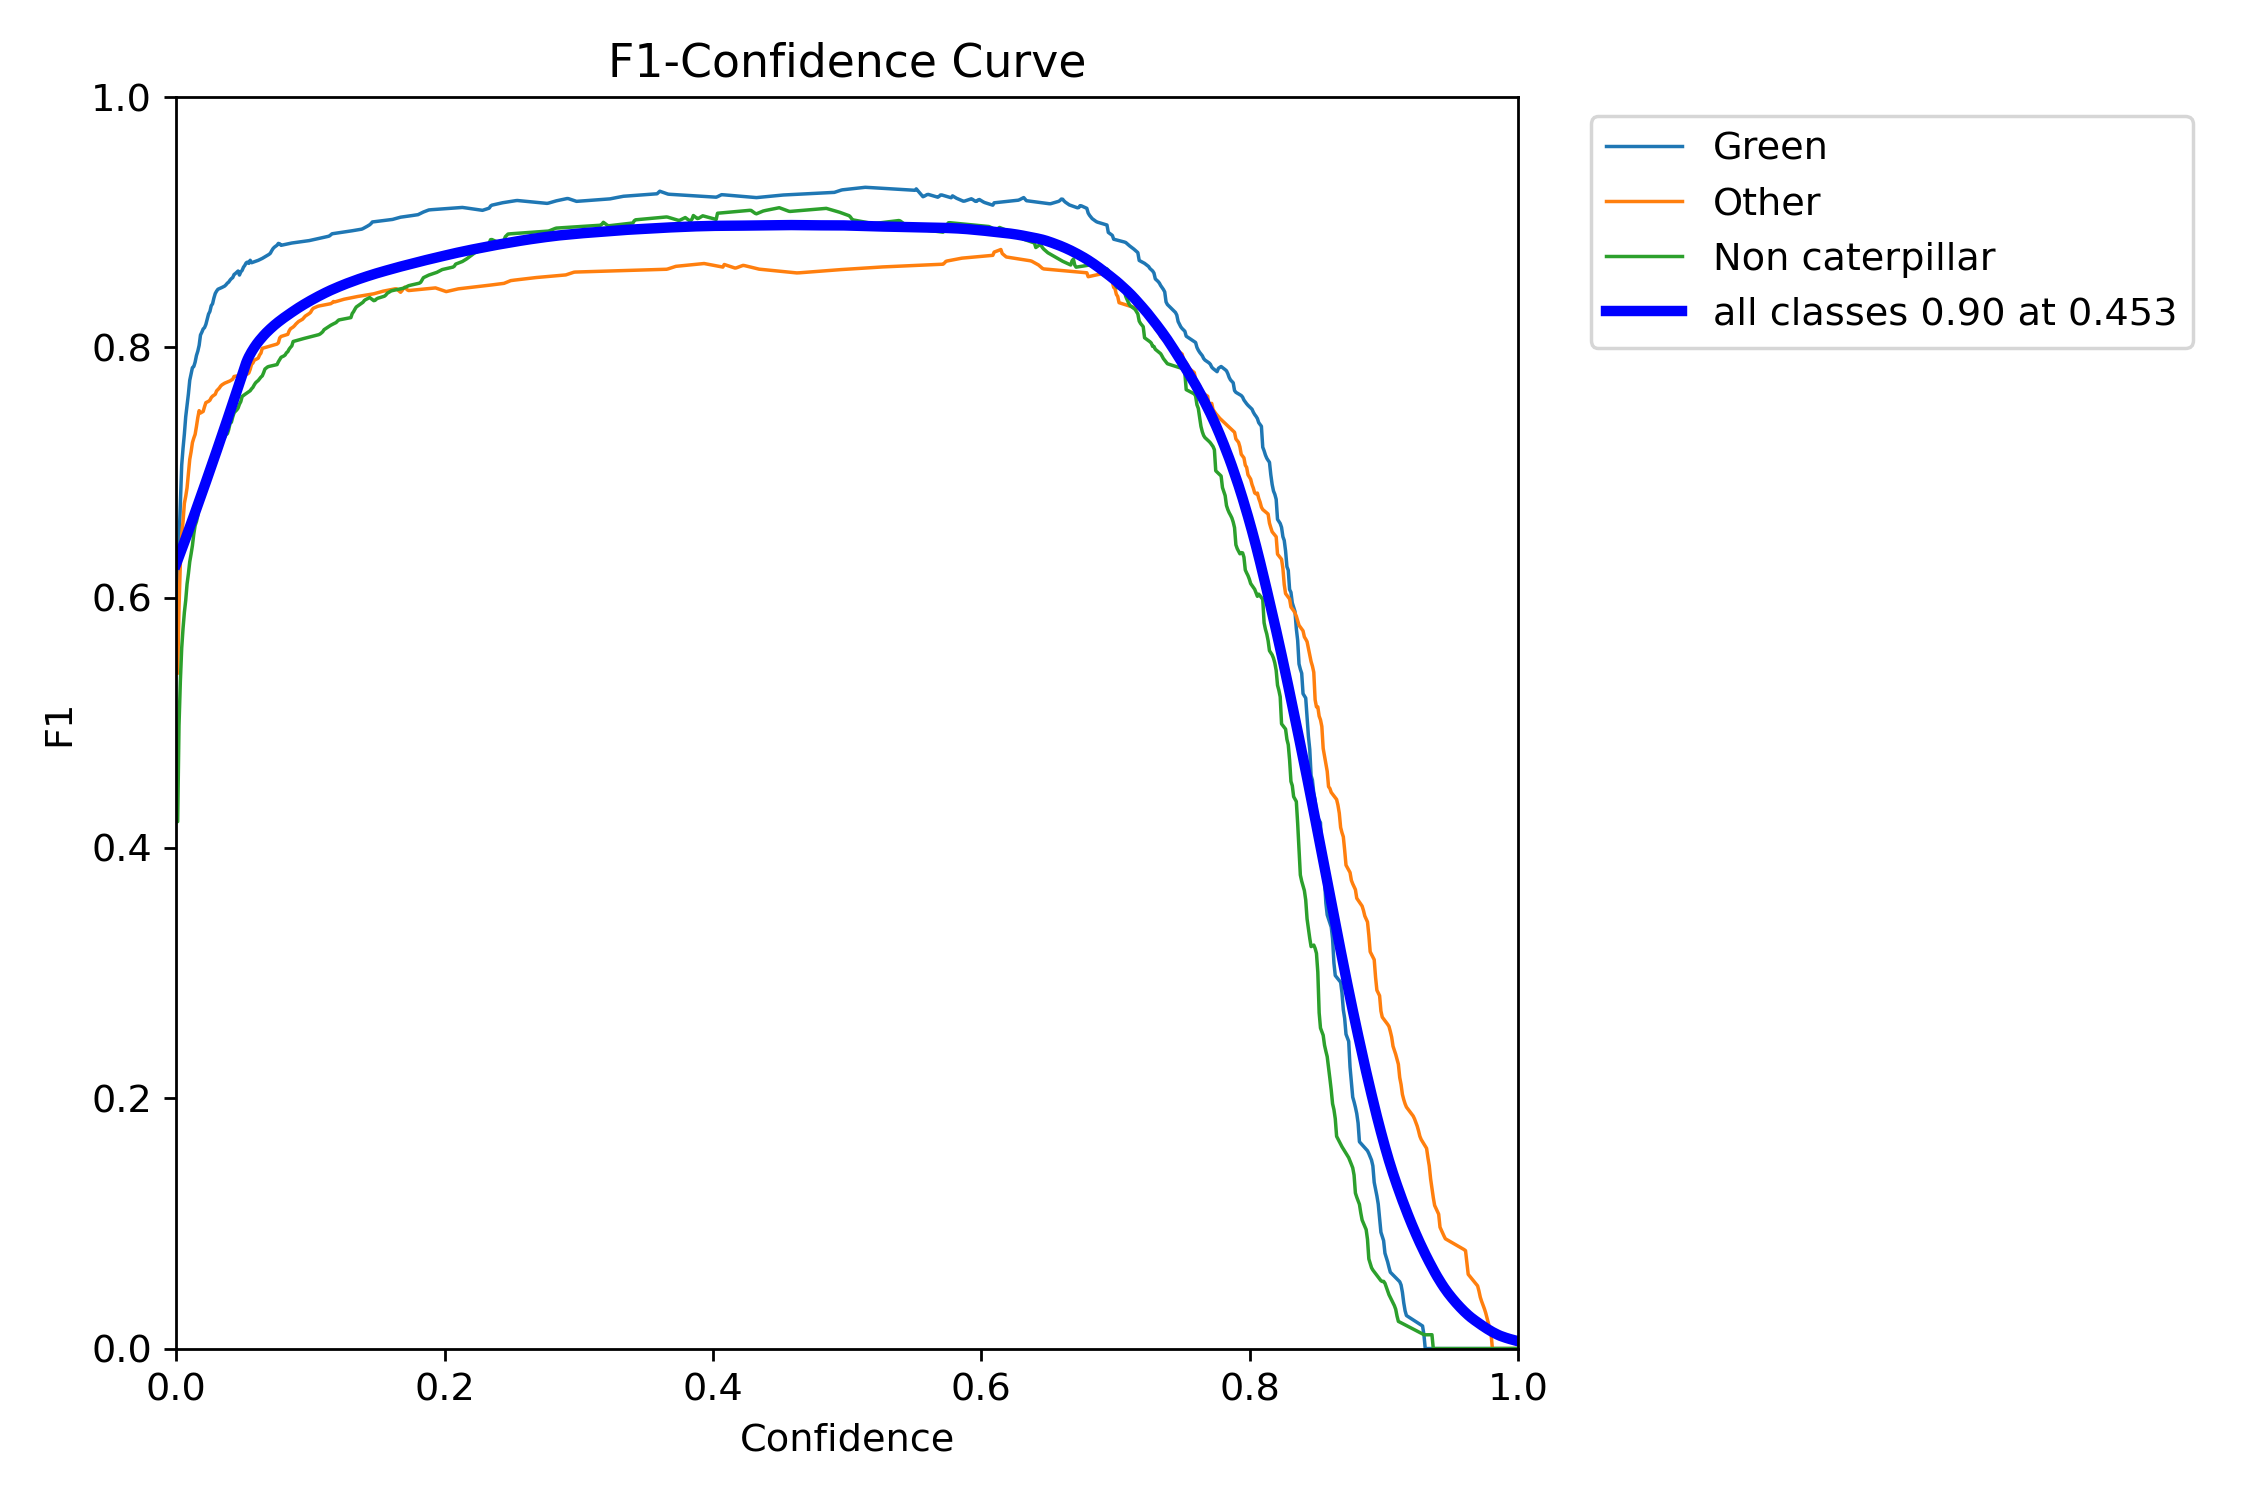 F1-Confidence Curve
1.0
0.8
0.6
0.4
0.2
0.0
F1
0.0 0.2 0.4 0.6 0.8 1.0
Confidence
Green
Other
Non caterpillar
all classes 0.90 at 0.453